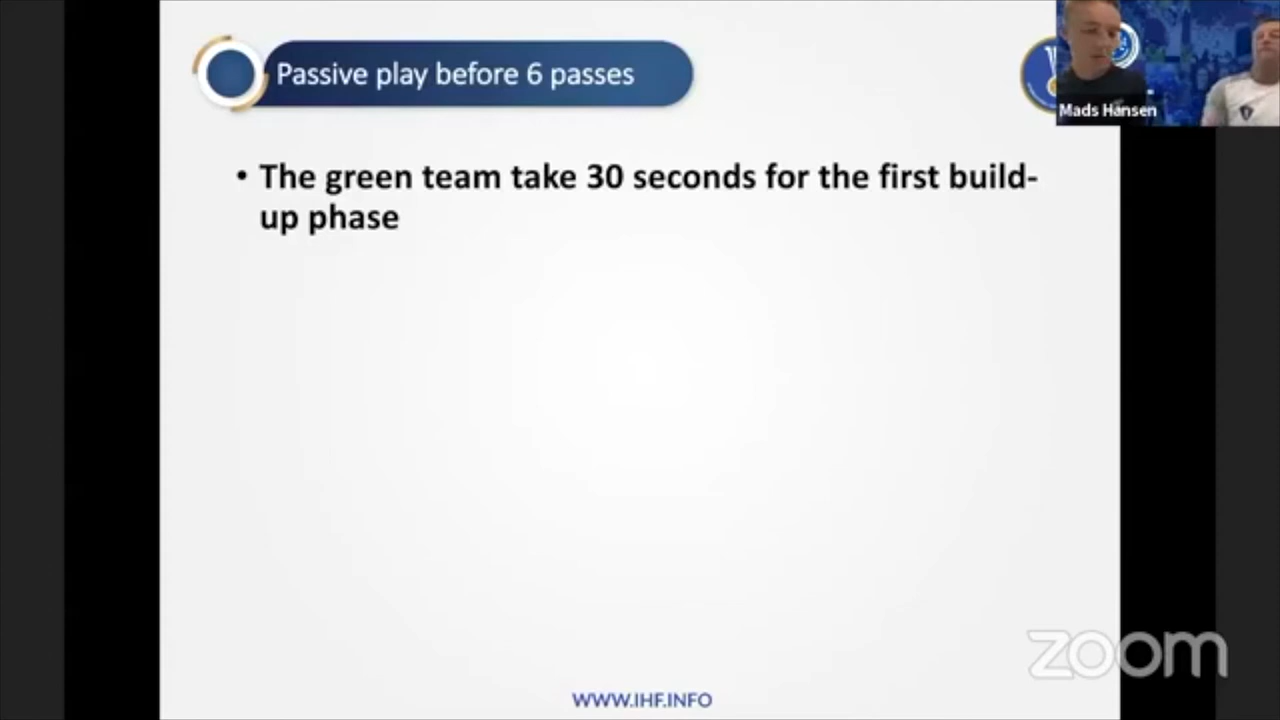 Passive play before 6 passes
Mads Hansen
• The green team take 30 seconds for the first build-
up phase
zoom
WWW.IHF.INFO